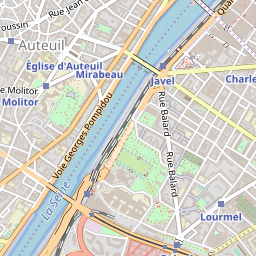 oussin
Rue Jean
Auteuil
Église d'Auteuil
Mirabeau
Javel
Charle
Qua
Molitor
Molitor
Voie Georges Pompidou
Rue Balard
Rue Balard
La Seine
Lourmel